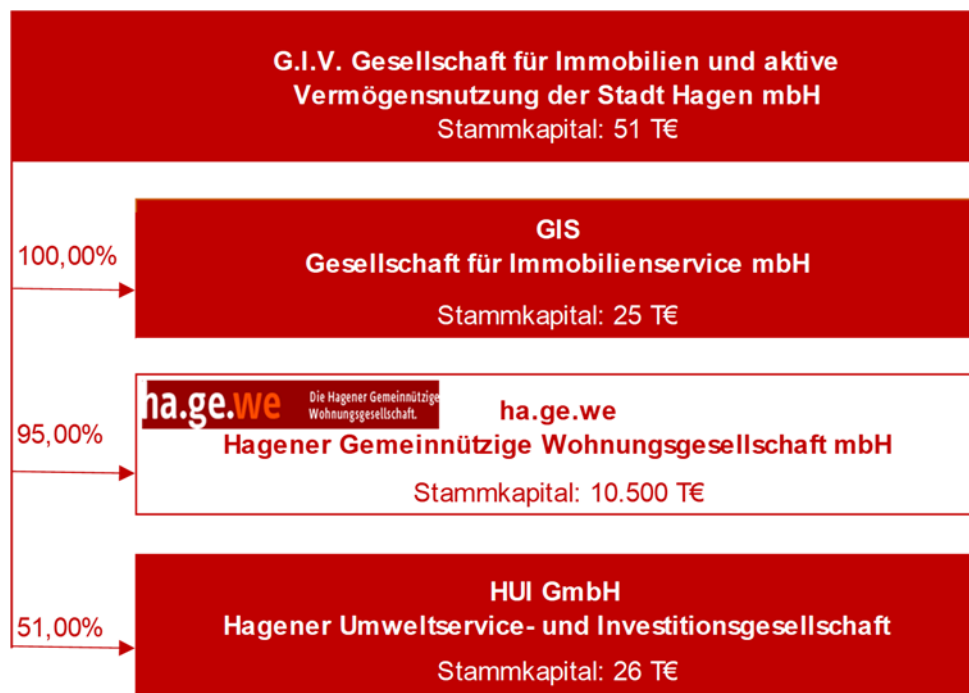 G.I.V. Gesellschaft für Immobilien und aktive
Vermögensnutzung der Stadt Hagen mbH
Stammkapital: 51 T€
100,00%
GIS
Gesellschaft für Immobilienservice mbH
Stammkapital: 25 T€
95,00%
ha.ge.we
Die Hagener Gemeinnützige
Wohnungsgesellschaft.
ha.ge.we
Hagener Gemeinnützige Wohnungsgesellschaft mbH
Stammkapital: 10.500 T€
51,00%
HUI GmbH
Hagener Umweltservice- und Investitionsgesellschaft
Stammkapital: 26 T€